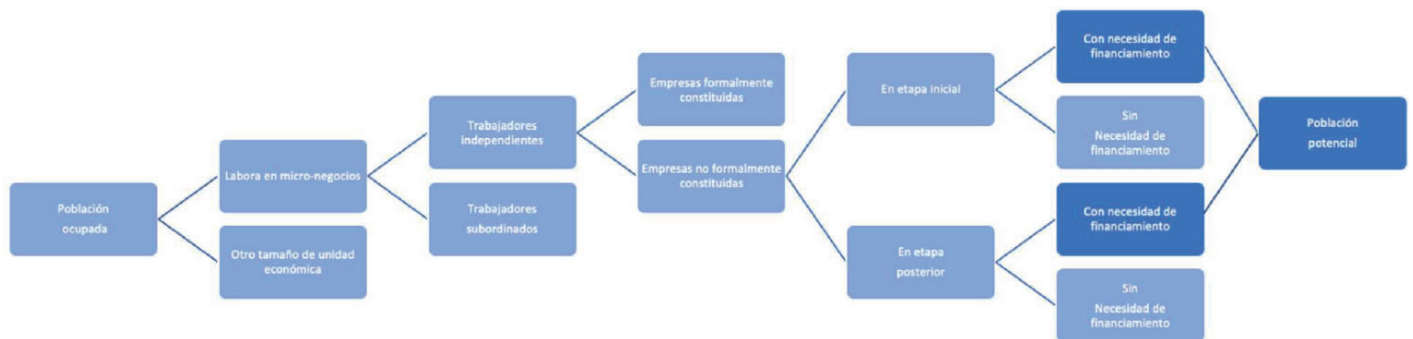 Población
ocupada
Labora en micro-negocios
Otro tamaño de unidad
económica
Trabajadores
independientes
Trabajadores
subordinados
Empresas formalmente
constituidas
Empresas no formalmente
constituidas
En etapa inicial
En etapa
posterior
Con necesidad de
financiamiento
Sin
Necesidad de
financiamiento
Con necesidad de
financiamiento
Sin
Necesidad de
financiamiento
Población
potencial